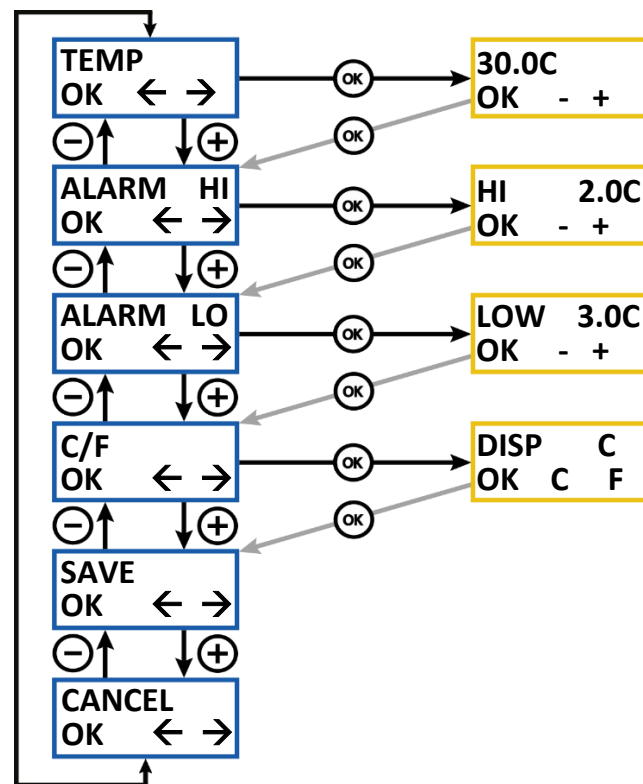 TEMP
OK ← →
OK
30.0C
OK - +
−
+
OK
ALARM HI
OK ← →
OK
HI 2.0C
OK - +
−
+
OK
ALARM LO
OK ← →
OK
LOW 3.0C
OK - +
−
+
OK
C/F
OK ← →
OK
DISP C
OK C F
−
+
OK
SAVE
OK ← →
−
+
CANCEL
OK ← →